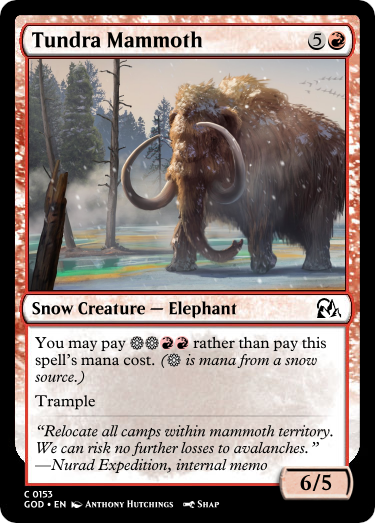 Tundra Mammoth 5
You may pay rather than pay this
spell's mana cost. ( is mana from a snow
source.)
Trample
"Relocate all camps within mammoth territory.
We can risk no further losses to avalanches."
—Nurad Expedition, internal memo
Snow Creature — Elephant
6/5
C 0153
GOD • EN Anthony Hutchings Shap